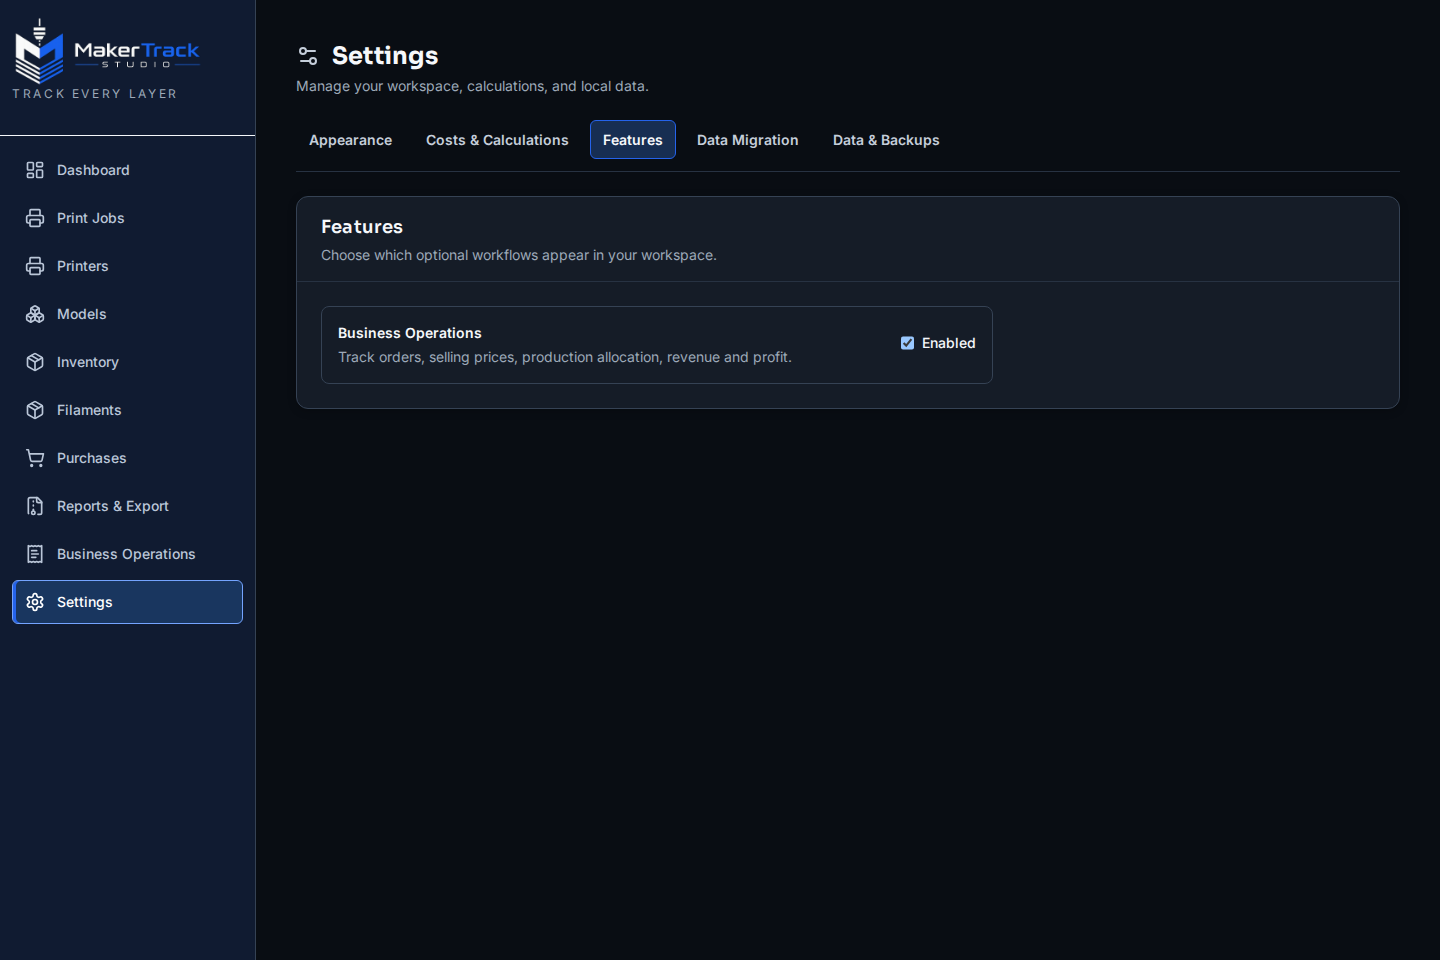 MakerTrack
STUDIO
TRACK EVERY LAYER
Dashboard
Print Jobs
Printers
Models
Inventory
Filaments
Purchases
Reports & Export
Business Operations
Settings
Settings
Manage your workspace, calculations, and local data.
Appearance Costs & Calculations Features Data Migration Data & Backups
Features
Choose which optional workflows appear in your workspace.
Business Operations
Track orders, selling prices, production allocation, revenue and profit.
Enabled